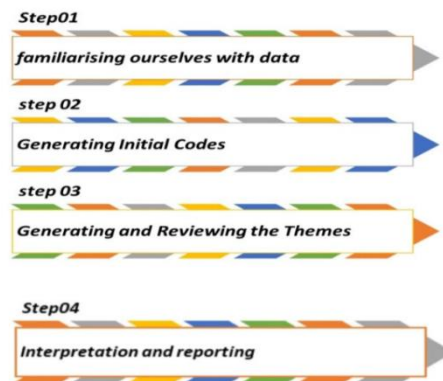 Step01
familiarising ourselves with data
step 02
Generating Initial Codes
step 03
Generating and Reviewing the Themes
Step04
Interpretation and reporting